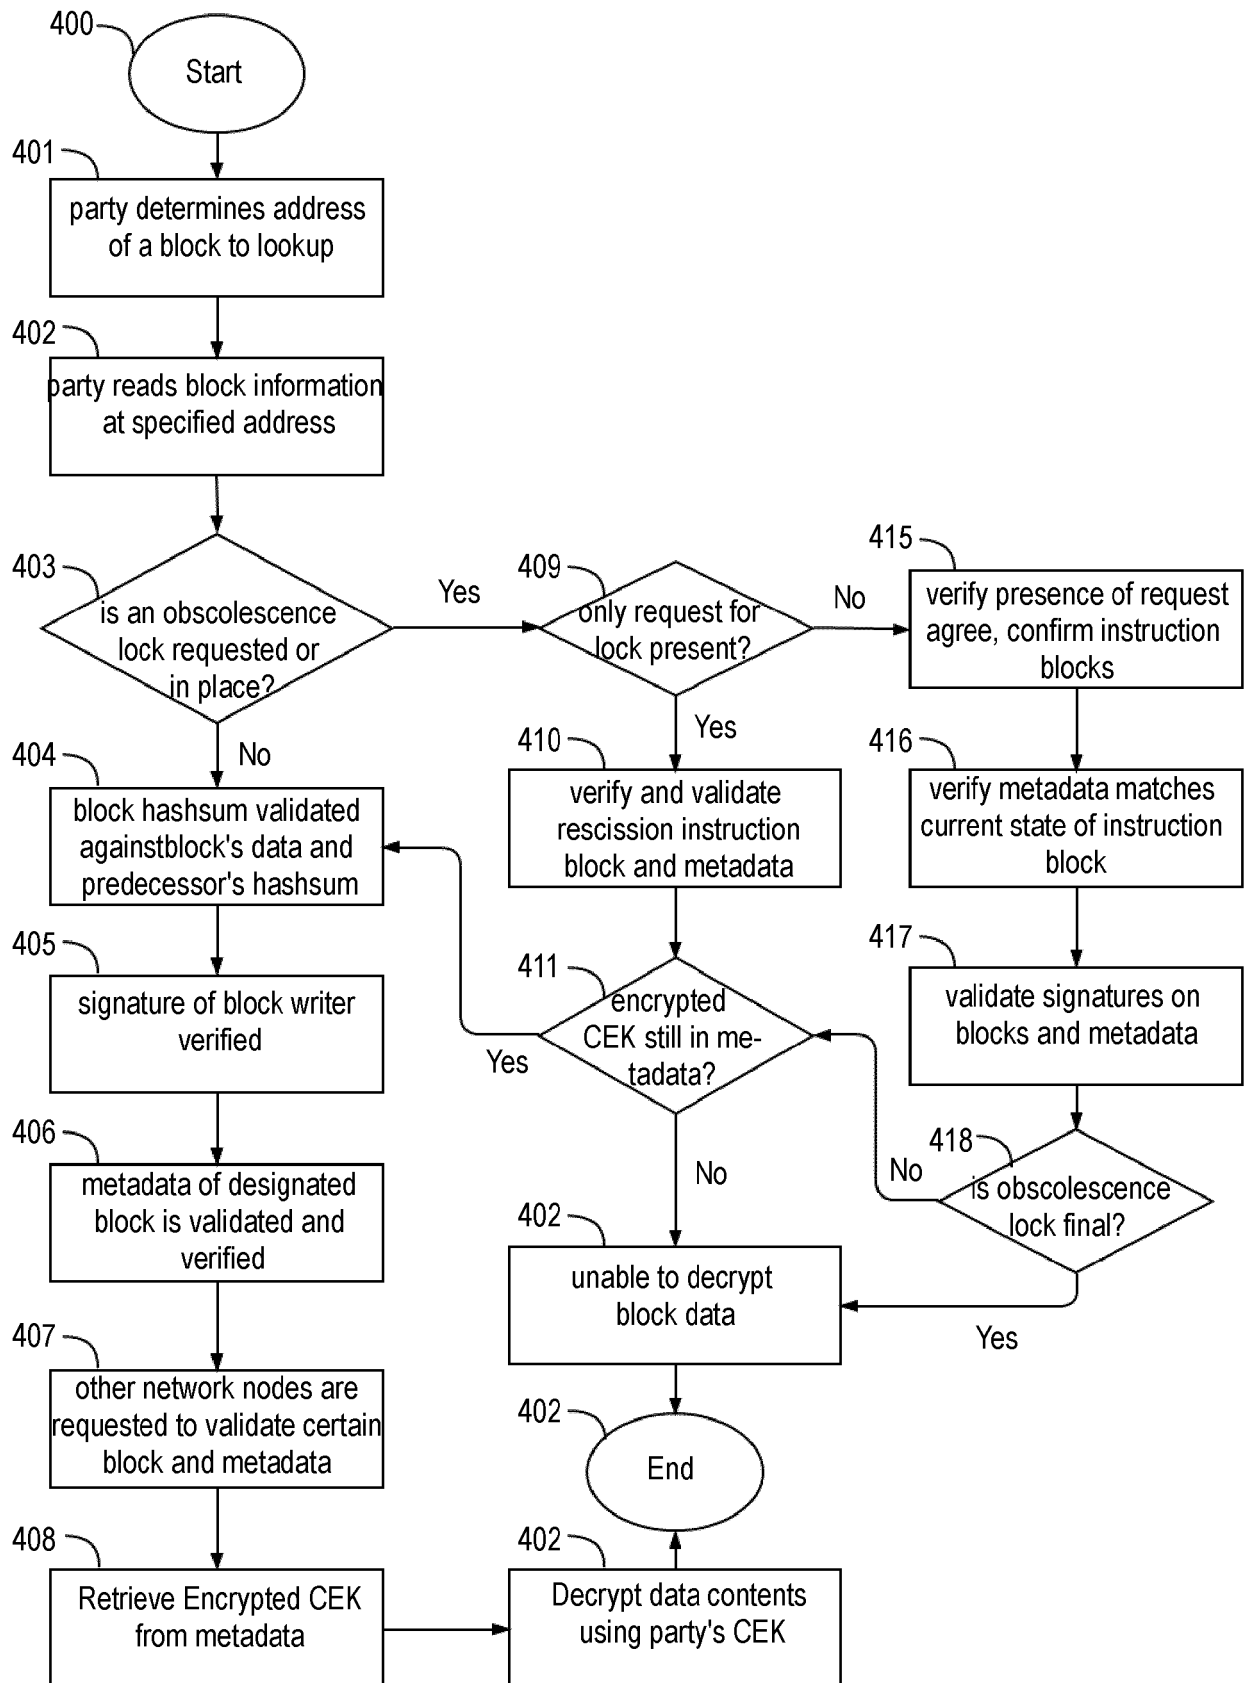 400
Start
401
party determines address
of a block to lookup
402
party reads block information
at specified address
403
is an obscolescence
lock requested or
in place?
Yes
No
404
block hashsum validated
againstblock's data and
predecessor's hashsum
405
signature of block writer
verified
406
metadata of designated
block is validated and
verified
407
other network nodes are
requested to validate certain
block and metadata
408
Retrieve Encrypted CEK
from metadata
409
only request for
lock present?
No
Yes
410
verify and validate
rescission instruction
block and metadata
411
encrypted
CEK still in me-
tadata?
Yes
No
402
unable to decrypt
block data
402
End
402
Decrypt data contents
using party's CEK
415
verify presence of request
agree, confirm instruction
blocks
416
verify metadata matches
current state of instruction
block
417
validate signatures on
blocks and metadata
418
is obscolescence
lock final?
No
Yes